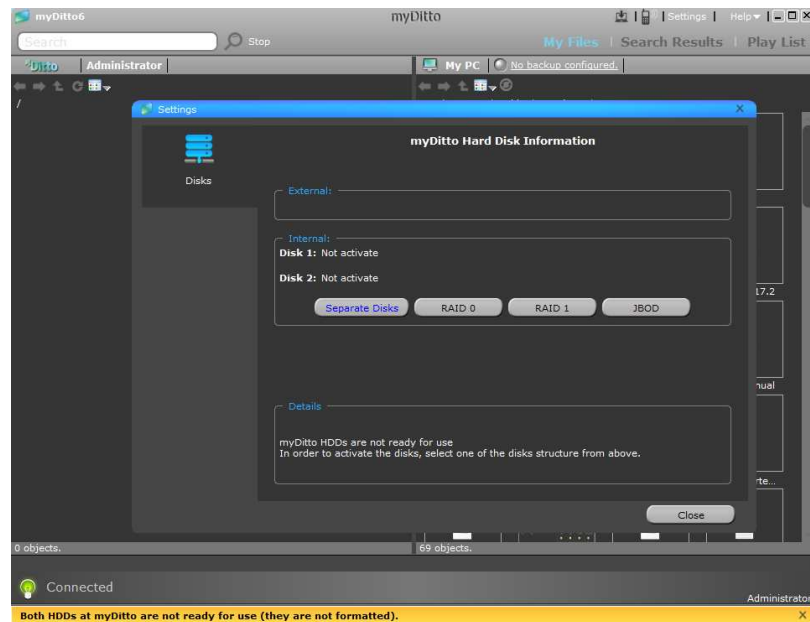 myDitto6
myDitto
Settings
Help
Search
Stop
My Files
Search Results
Play List
Ditto
Administrator
My PC
No backup configured.
/
Settings
Disks
myDitto Hard Disk Information
External:
Internal:
Disk 1: Not activate
Disk 2: Not activate
Separate Disks
RAID 0
RAID 1
JBOD
17.2
nual
Details
myDitto HDDs are not ready for use
In order to activate the disks, select one of the disks structure from above.
rte...
Close
0 objects.
69 objects.
Connected
Administrator
Both HDDs at myDitto are not ready for use (they are not formatted).